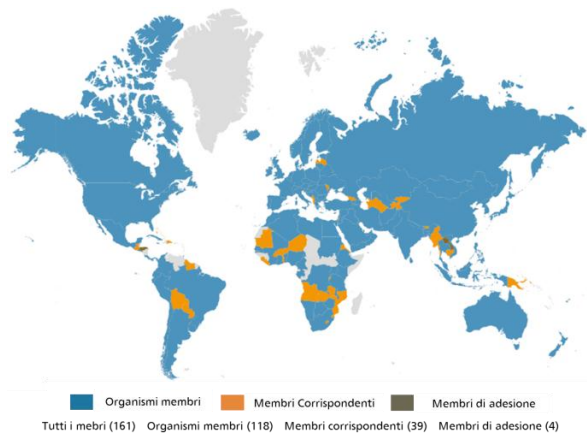 Organismi membri Membri Corrispondenti Membri di adesione
Tutti i mebri (161) Organismi membri (118) Membri corrispondenti (39) Membri di adesione (4)